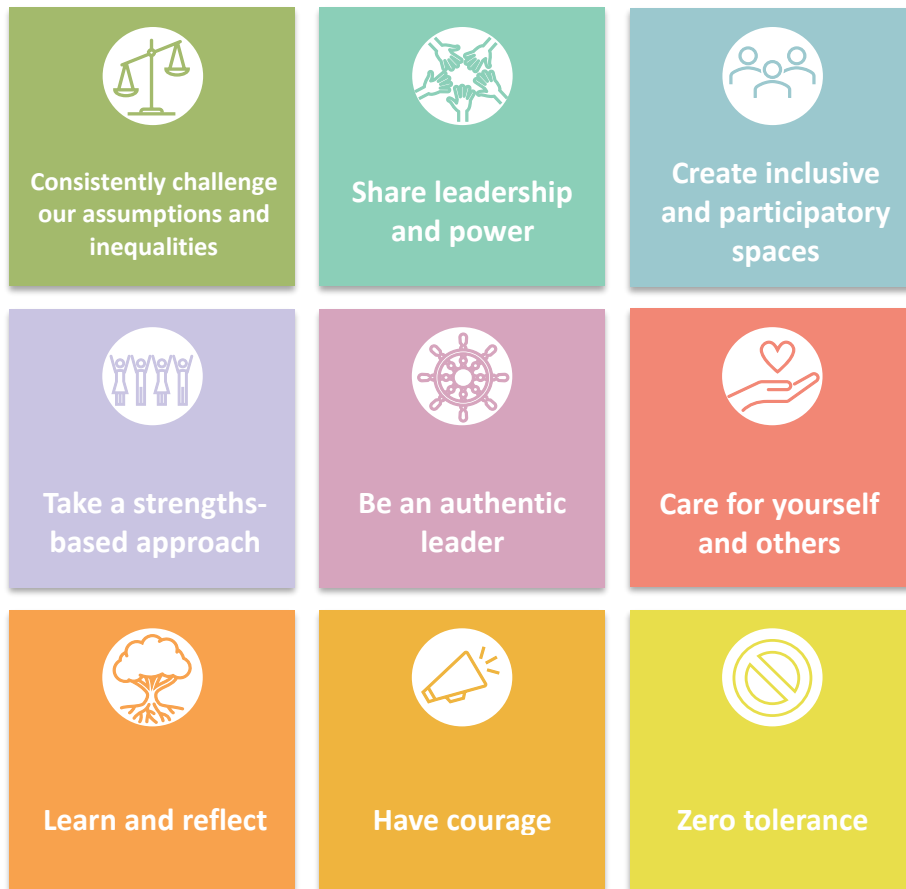 Consistently challenge
our assumptions and
inequalities
Share leadership
and power
Create inclusive
and participatory
spaces
Take a strengths-
based approach
Be an authentic
leader
Care for yourself
and others
Learn and reflect
Have courage
Zero tolerance